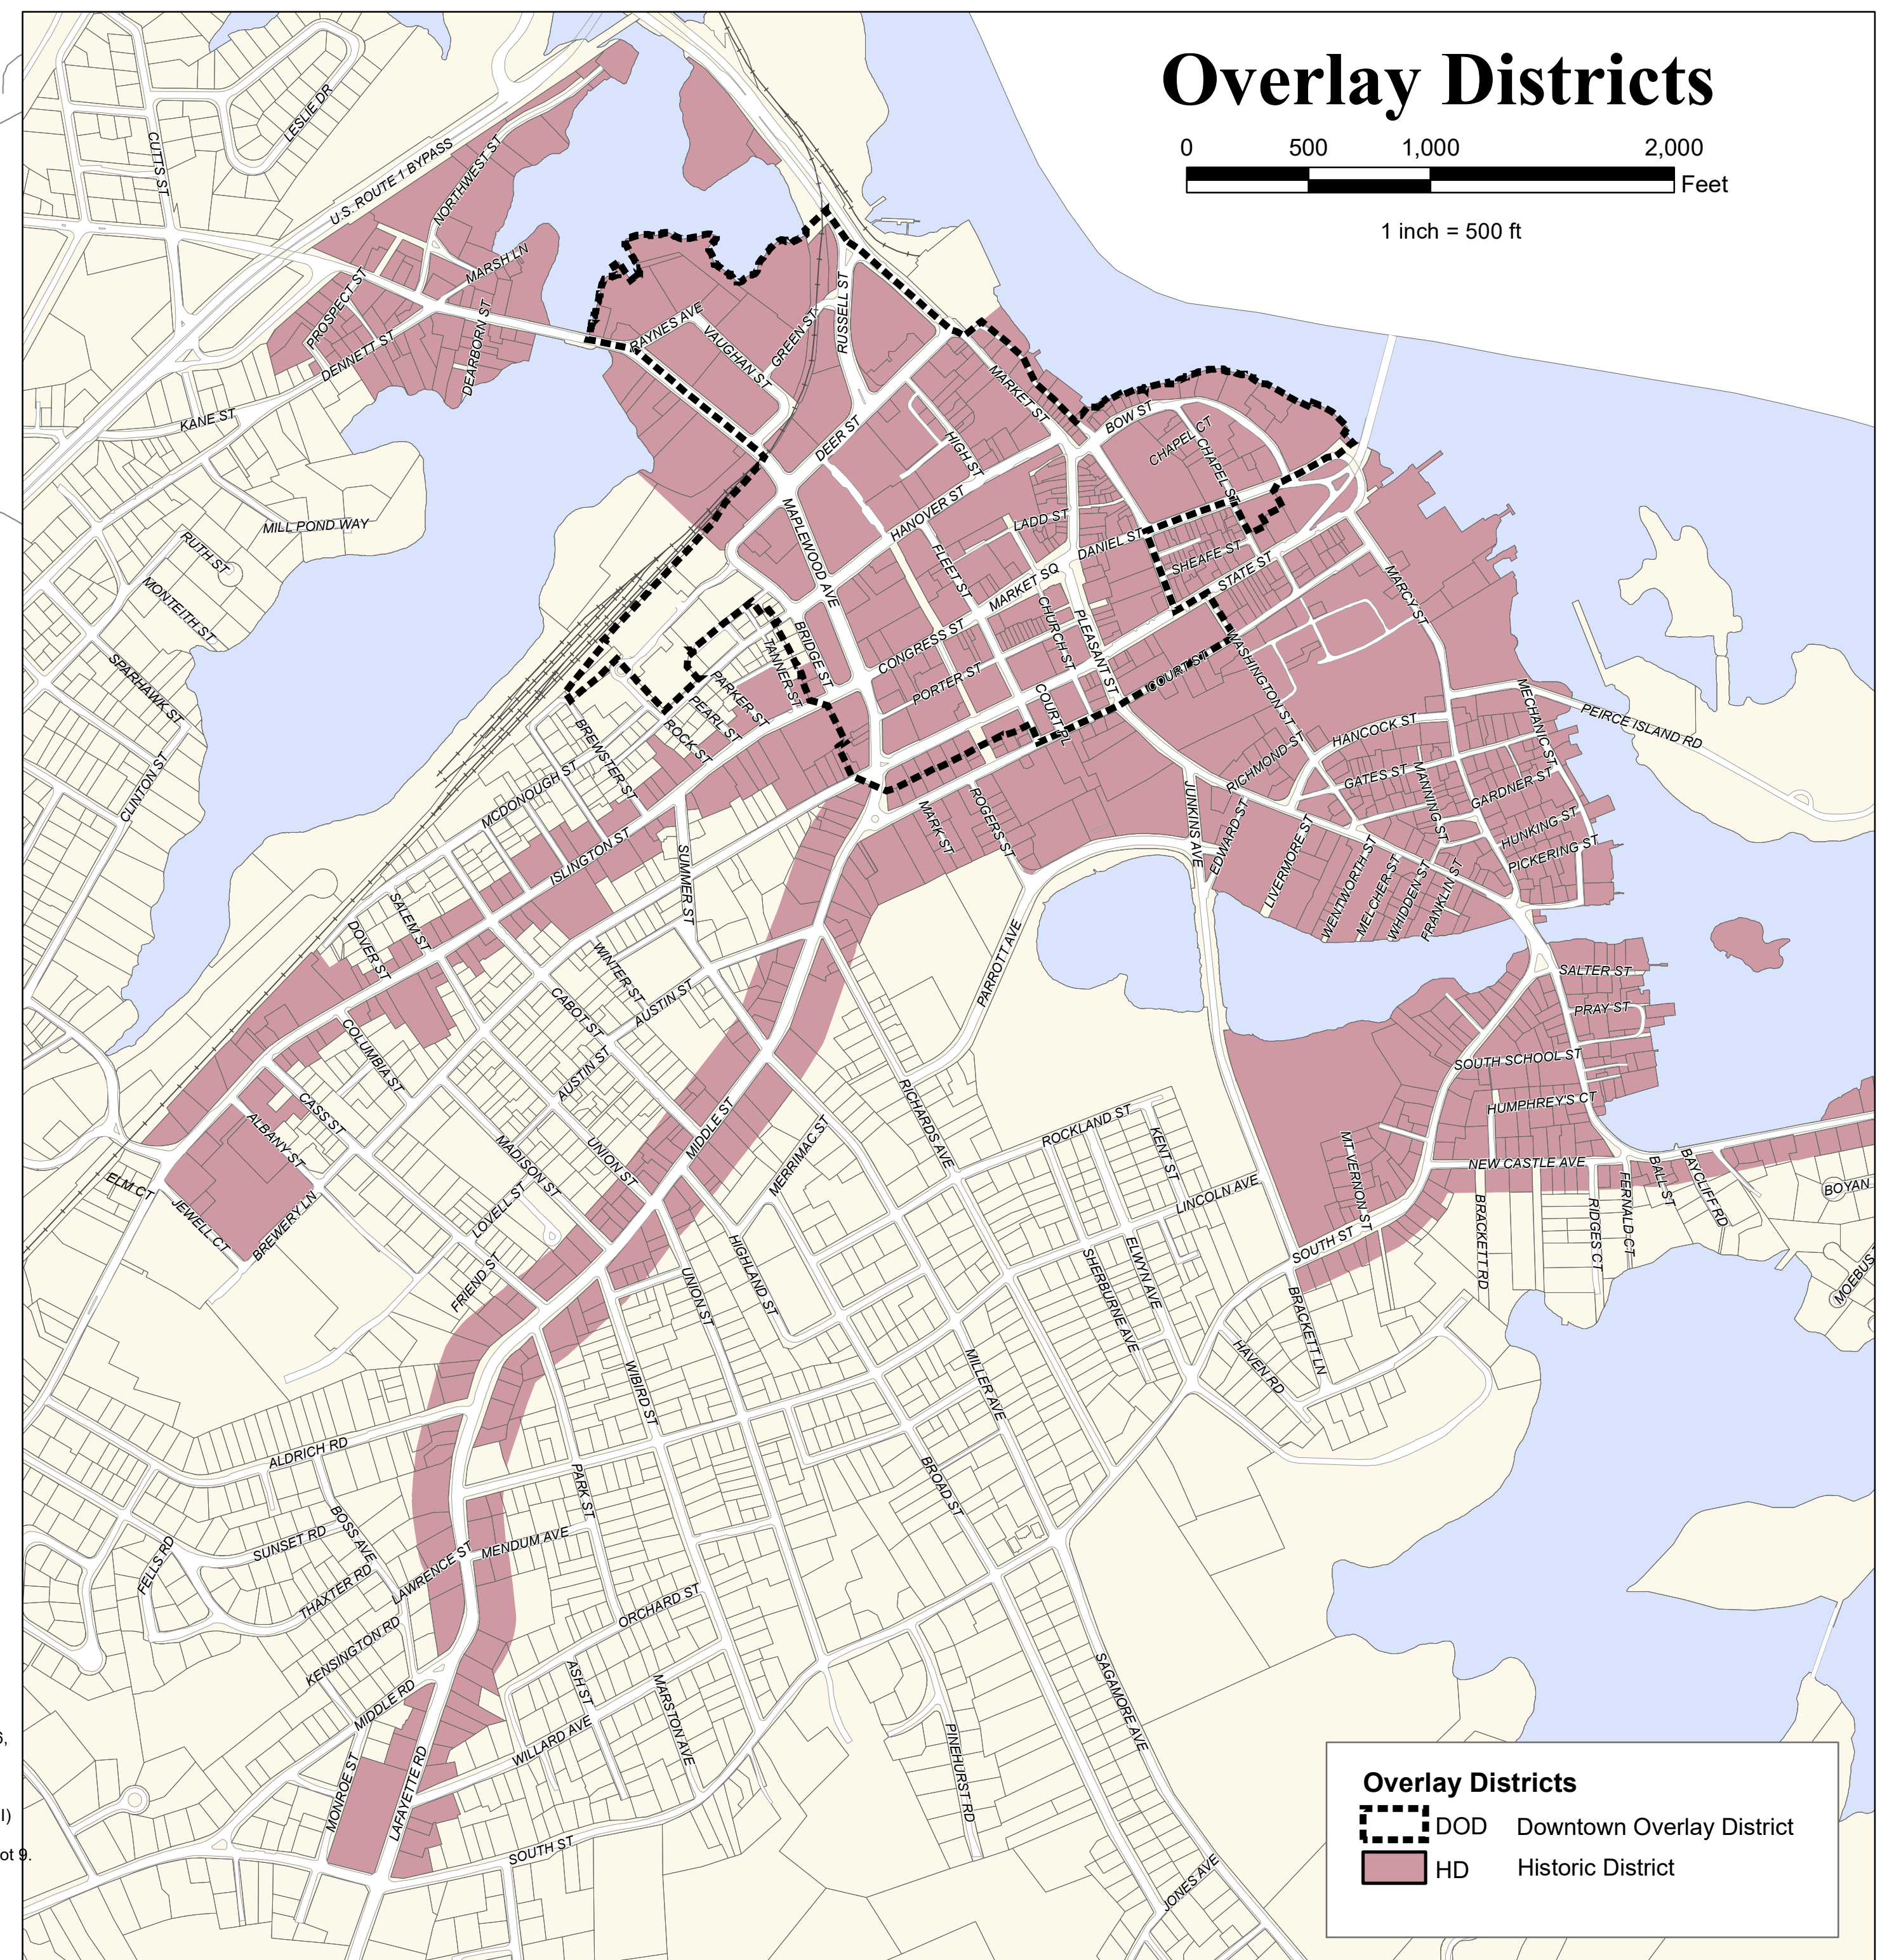 Overlay Districts
0 500 1,000 2,000
Feet
1 inch = 500 ft
LESLIE DR
CUTTS ST
U.S. ROUTE 1 BYPASS
NORTHWEST ST
MARSH LN
PROSPECT ST
DENNETT ST
DEARBORN ST
KANE ST
RAYNES AVE
VAUGHAN ST
GREEN ST
RUSSELL ST
DEER ST
MARKET ST
BOW ST
CHAPEL CT
CHAPEL ST
HIGH ST
HANOVER ST
MAPLEWOOD AVE
LADD ST
DANIEL ST
SHEAFE ST
STATE ST
FLEET ST
MARKET SQ
CHURCH ST
PLEASANT ST
MARCY ST
MILL POND WAY
RUTH ST
MONTEITH ST
SPARHAWK ST
CLINTON ST
BRIDGE ST
TANNER ST
CONGRESS ST
PORTER ST
COURT ST
COURT PL
WASHINGTON ST
PARKER ST
PEARL ST
ROCK ST
BREWSTER ST
MCDONOUGH ST
ISLINGTON ST
SUMMER ST
MARK ST
ROGERS ST
JUNKINS AVE
EDWARD ST
RICHMOND ST
HANCOCK ST
GATES ST
MANNING ST
MECHANIC ST
PEIRCE ISLAND RD
GARDNER ST
HUNKING ST
PICKERING ST
LIVERMORE ST
WENTWORTH ST
MELCHER ST
WHIDDEN ST
FRANKLIN ST
SALEM ST
DOVER ST
WINTER ST
AUSTIN ST
CABOT ST
PARROTT AVE
SALTER ST
PRAY ST
SOUTH SCHOOL ST
HUMPHREY'S CT
COLUMBIA ST
CASS ST
ALBANY ST
AUSTIN ST
MADISON ST
UNION ST
MIDDLE ST
MERRIMAC ST
RICHARDS AVE
ROCKLAND ST
KENT ST
LINCOLN AVE
MT VERNON ST
NEW CASTLE AVE
BALL ST
BAYCLIFF RD
BOYAN
ELM CT
JEWELL CT
BREWERY LN
LOVELL ST
FRIEND ST
HIGHLAND ST
UNION ST
SHERBURNE AVE
ELWYN AVE
SOUTH ST
BRACKETT LN
BRACKETT RD
RIDGES CT
FERNALD CT
MOEBUS
HAVEN RD
WIBIRD ST
MILLER AVE
ALDRICH RD
PARK ST
BROAD ST
BOSS AVE
SUNSET RD
FELLS RD
THAXTER RD
LAWRENCE ST
MENDUM AVE
KENSINGTON RD
ORCHARD ST
ASH ST
MARSTON AVE
MIDDLE RD
WILLARD AVE
MONROE ST
LAFAYETTE RD
SOUTH ST
PINEHURST RD
SAGAMORE AVE
JONES AVE
ot 9.
Overlay Districts
DOD Downtown Overlay District
HD Historic District